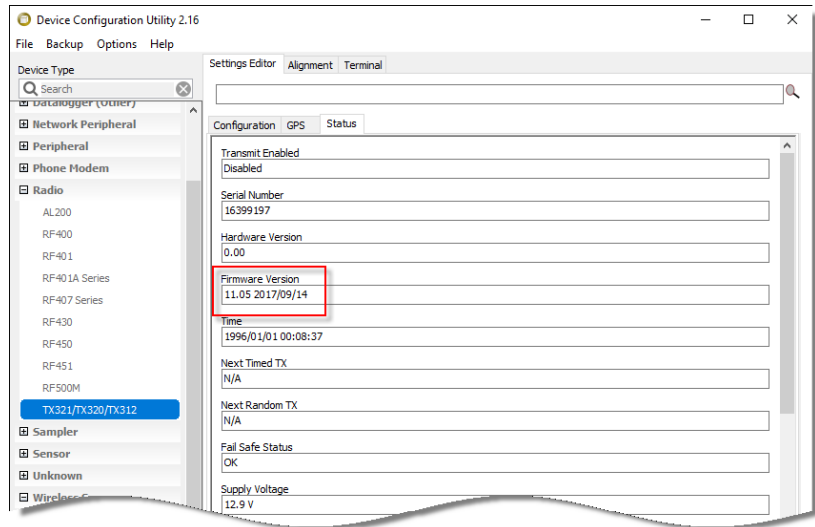 Device Configuration Utility 2.16
File Backup Options Help
Device Type
Search
Datalogger (Other)
Network Peripheral
Peripheral
Phone Modem
Radio
AL200
RF400
RF401
RF401A Series
RF407 Series
RF430
RF450
RF451
RF500M
TX321/TX320/TX312
Sampler
Sensor
Unknown
Settings Editor Alignment Terminal
Configuration GPS Status
Transmit Enabled
Disabled
Serial Number
16399197
Hardware Version
0.00
Firmware Version
11.05 2017/09/14
Time
1996/01/01 00:08:37
Next Timed TX
N/A
Next Random TX
N/A
Fail Safe Status
OK
Supply Voltage
12.9 V